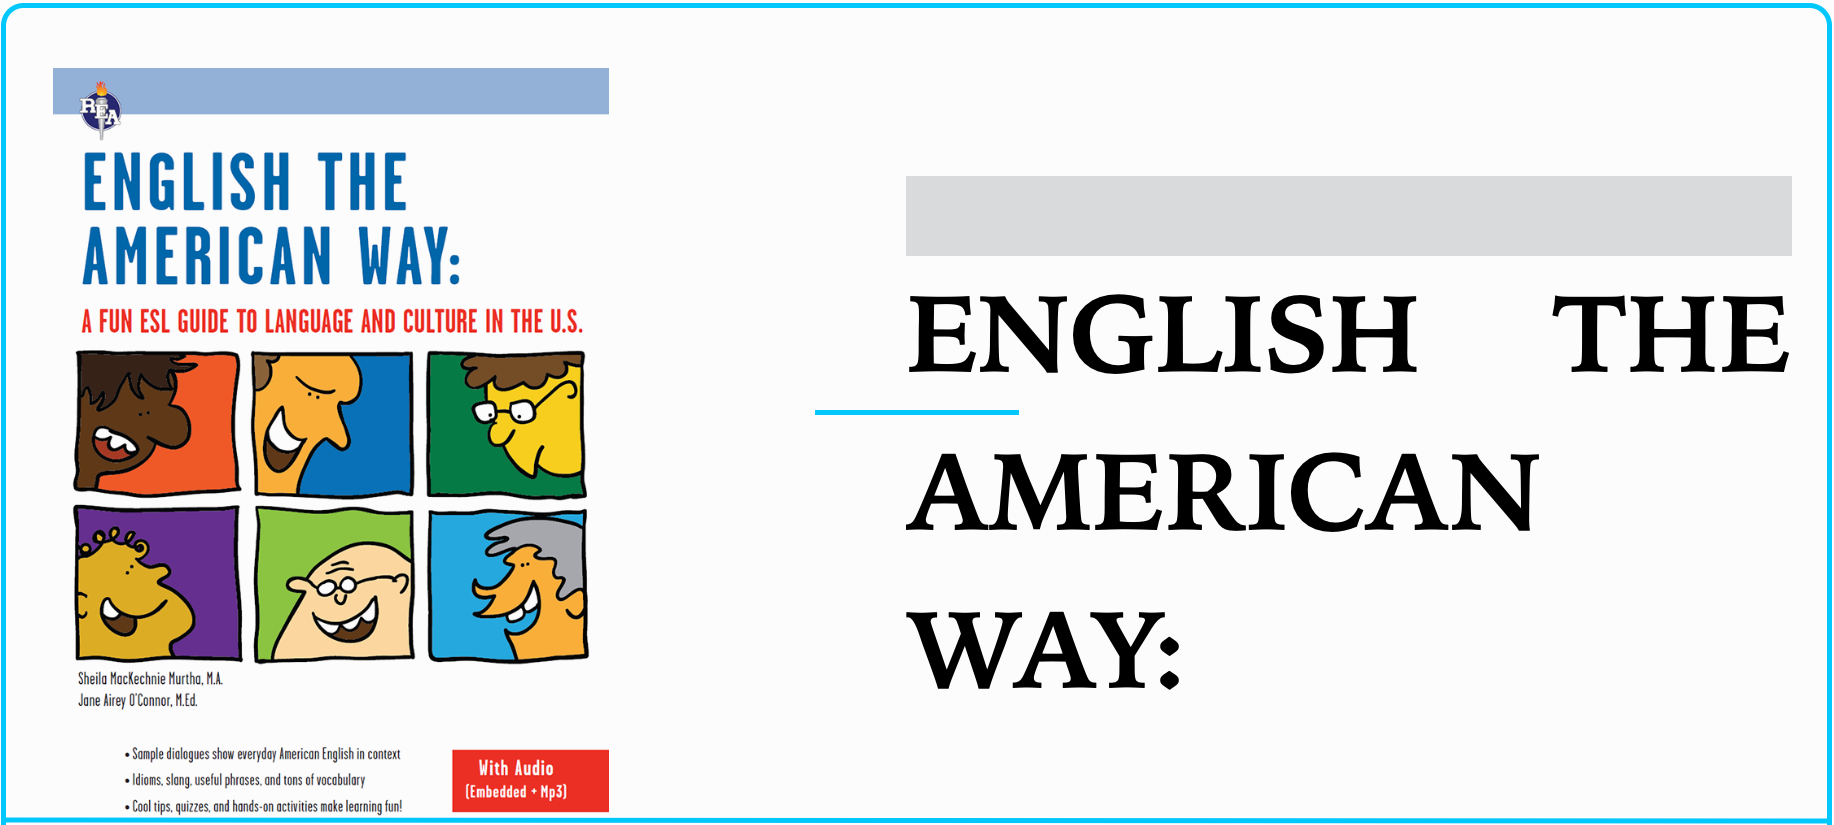 REA
ENGLISH THE
AMERICAN WAY:
A FUN ESL GUIDE TO LANGUAGE AND CULTURE IN THE U.S.
Sheila MacKechnie Murtha, M.A.
Jane Airey O'Connor, M.Ed.
• Sample dialogues show everyday American English in context
• Idioms, slang, useful phrases, and tons of vocabulary
• Cool tips, quizzes, and hands-on activities make learning fun!
With Audio
(Embedded + Mp3)
ENGLISH THE
AMERICAN
WAY: